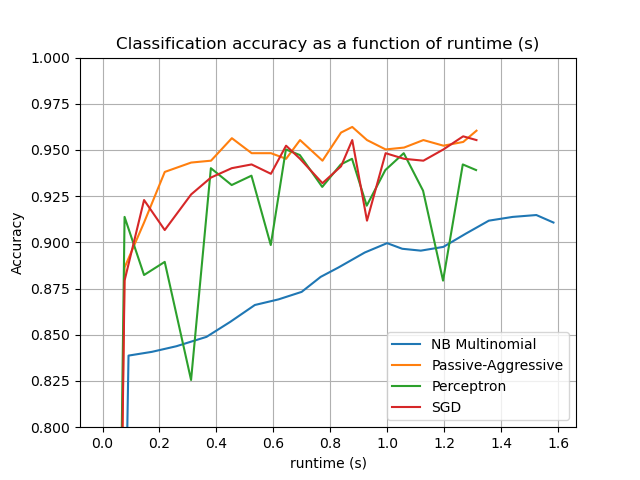 Classification accuracy as a function of runtime (s)
1.000
0.975
0.950
0.925
0.900
0.875
0.850
0.825
0.800
Accuracy
NB Multinomial
Passive-Aggressive
Perceptron
SGD
0.0 0.2 0.4 0.6 0.8 1.0 1.2 1.4 1.6
runtime (s)